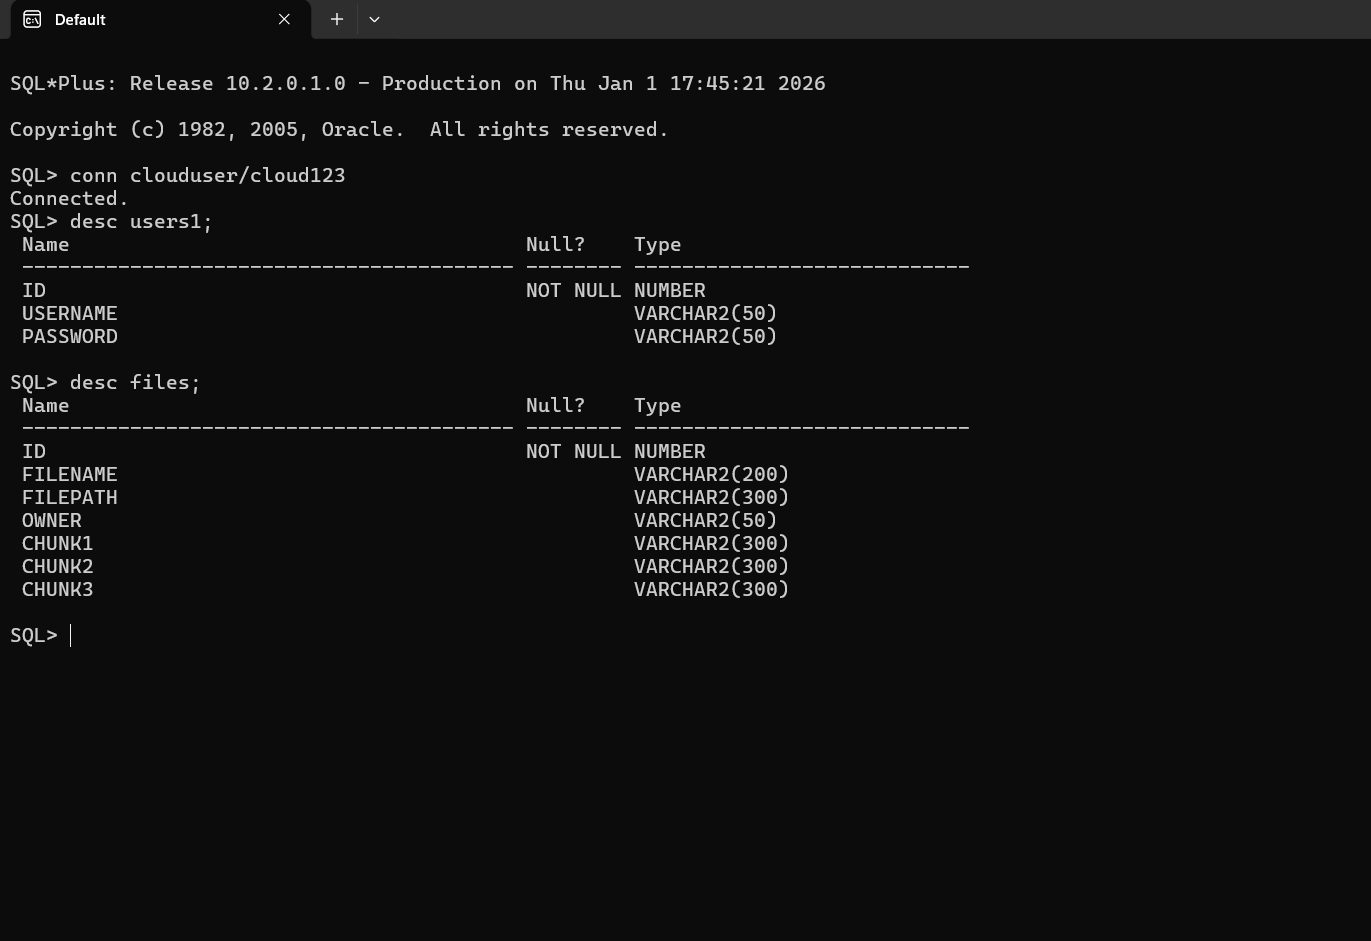 Default
SQL*Plus: Release 10.2.0.1.0 - Production on Thu Jan 1 17:45:21 2026
Copyright (c) 1982, 2005, Oracle.  All rights reserved.
SQL> conn clouduser/cloud123
Connected.
SQL> desc users1;
 Name                                      Null?    Type
 ----------------------------------------- -------- ----------------------------
 ID                                        NOT NULL NUMBER
 USERNAME                                           VARCHAR2(50)
 PASSWORD                                           VARCHAR2(50)
SQL> desc files;
 Name                                      Null?    Type
 ----------------------------------------- -------- ----------------------------
 ID                                        NOT NULL NUMBER
 FILENAME                                           VARCHAR2(200)
 FILEPATH                                           VARCHAR2(300)
 OWNER                                              VARCHAR2(50)
 CHUNK1                                             VARCHAR2(300)
 CHUNK2                                             VARCHAR2(300)
 CHUNK3                                             VARCHAR2(300)
SQL>